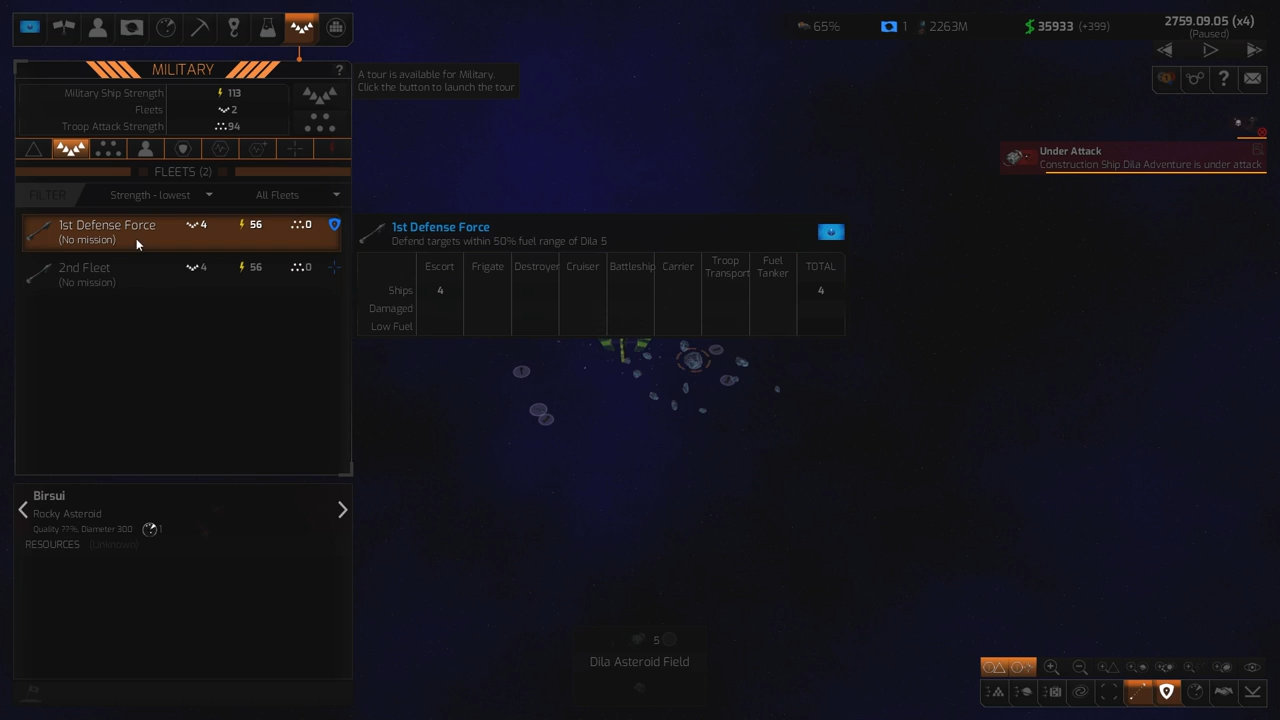 65%
1
2263M
$ 35933 (+399)
2759.09.05 (x4)
(Paused)
MILITARY
?
Military Ship Strength 113
Fleets 2
Troop Attack Strength 94
A tour is available for Military.
Click the button to launch the tour
?
Under Attack
Construction Ship Dila Adventure is under attack
FLEETS (2)
FILTER
Strength - lowest
All Fleets
1st Defense Force 4 56 0
(No mission)
2nd Fleet 4 56 0
(No mission)
1st Defense Force
Defend targets within 50% fuel range of Dila 5
Escort Frigate Destroyer Cruiser Battleship Carrier Troop Transport Fuel Tanker TOTAL
Ships 4 4
Damaged
Low Fuel
Birsui
Rocky Asteroid
Quality ??%, Diameter 300 1
RESOURCES (Unknown)
5
Dila Asteroid Field